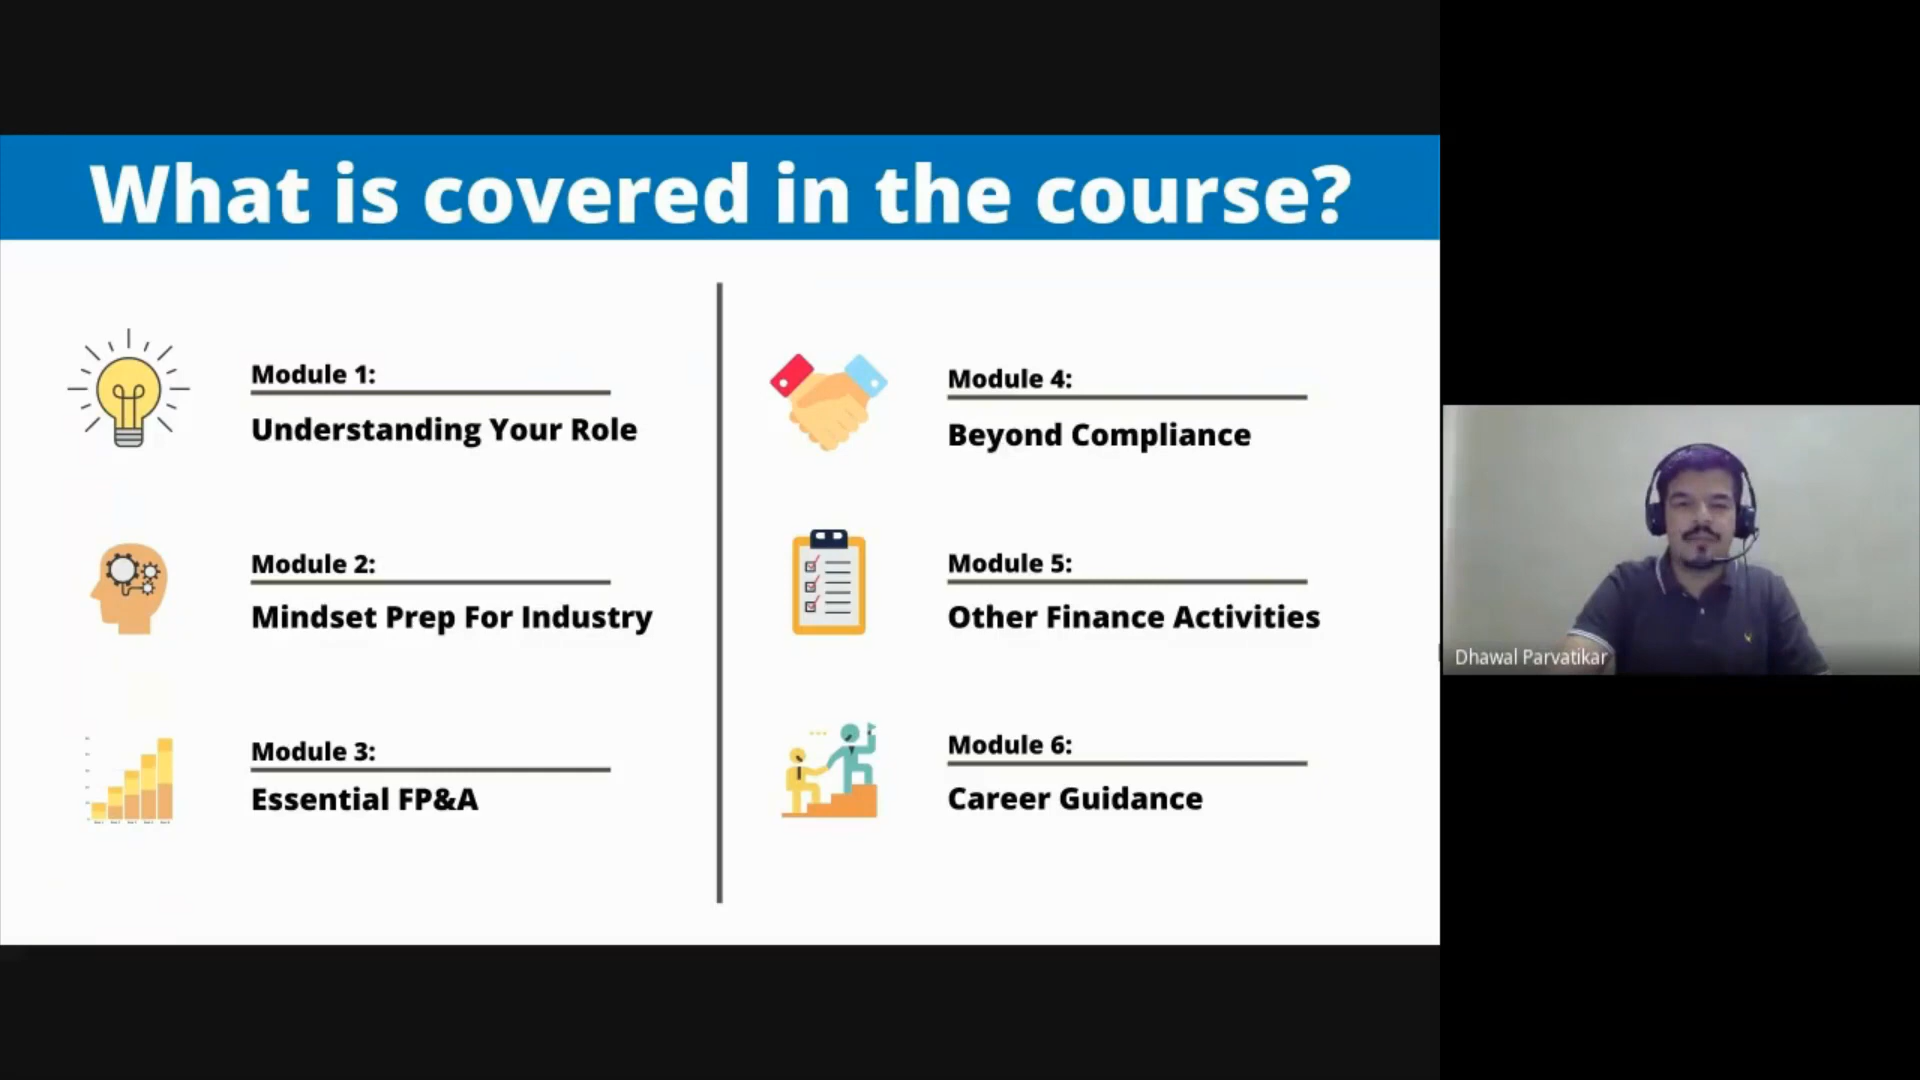 What is covered in the course?
Module 1:
Understanding Your Role
Module 2:
Mindset Prep For Industry
Module 3:
Essential FP&A
Module 4:
Beyond Compliance
Module 5:
Other Finance Activities
Module 6:
Career Guidance
Dhawal Parvatikar